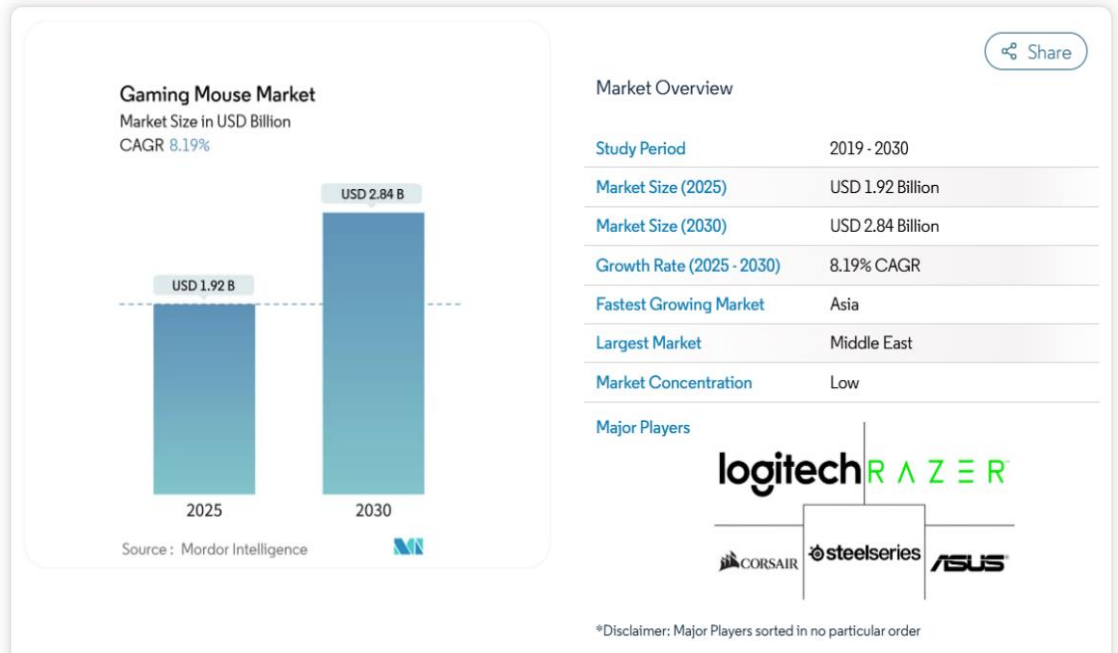 Share
Gaming Mouse Market
Market Size in USD Billion
CAGR 8.19%
USD 2.84 B
USD 1.92 B
2025 2030
Source : Mordor Intelligence
Market Overview
Study Period 2019 - 2030
Market Size (2025) USD 1.92 Billion
Market Size (2030) USD 2.84 Billion
Growth Rate (2025 - 2030) 8.19% CAGR
Fastest Growing Market Asia
Largest Market Middle East
Market Concentration Low
Major Players
logitech RAZER
CORSAIR steelseries ASUS
*Disclaimer: Major Players sorted in no particular order